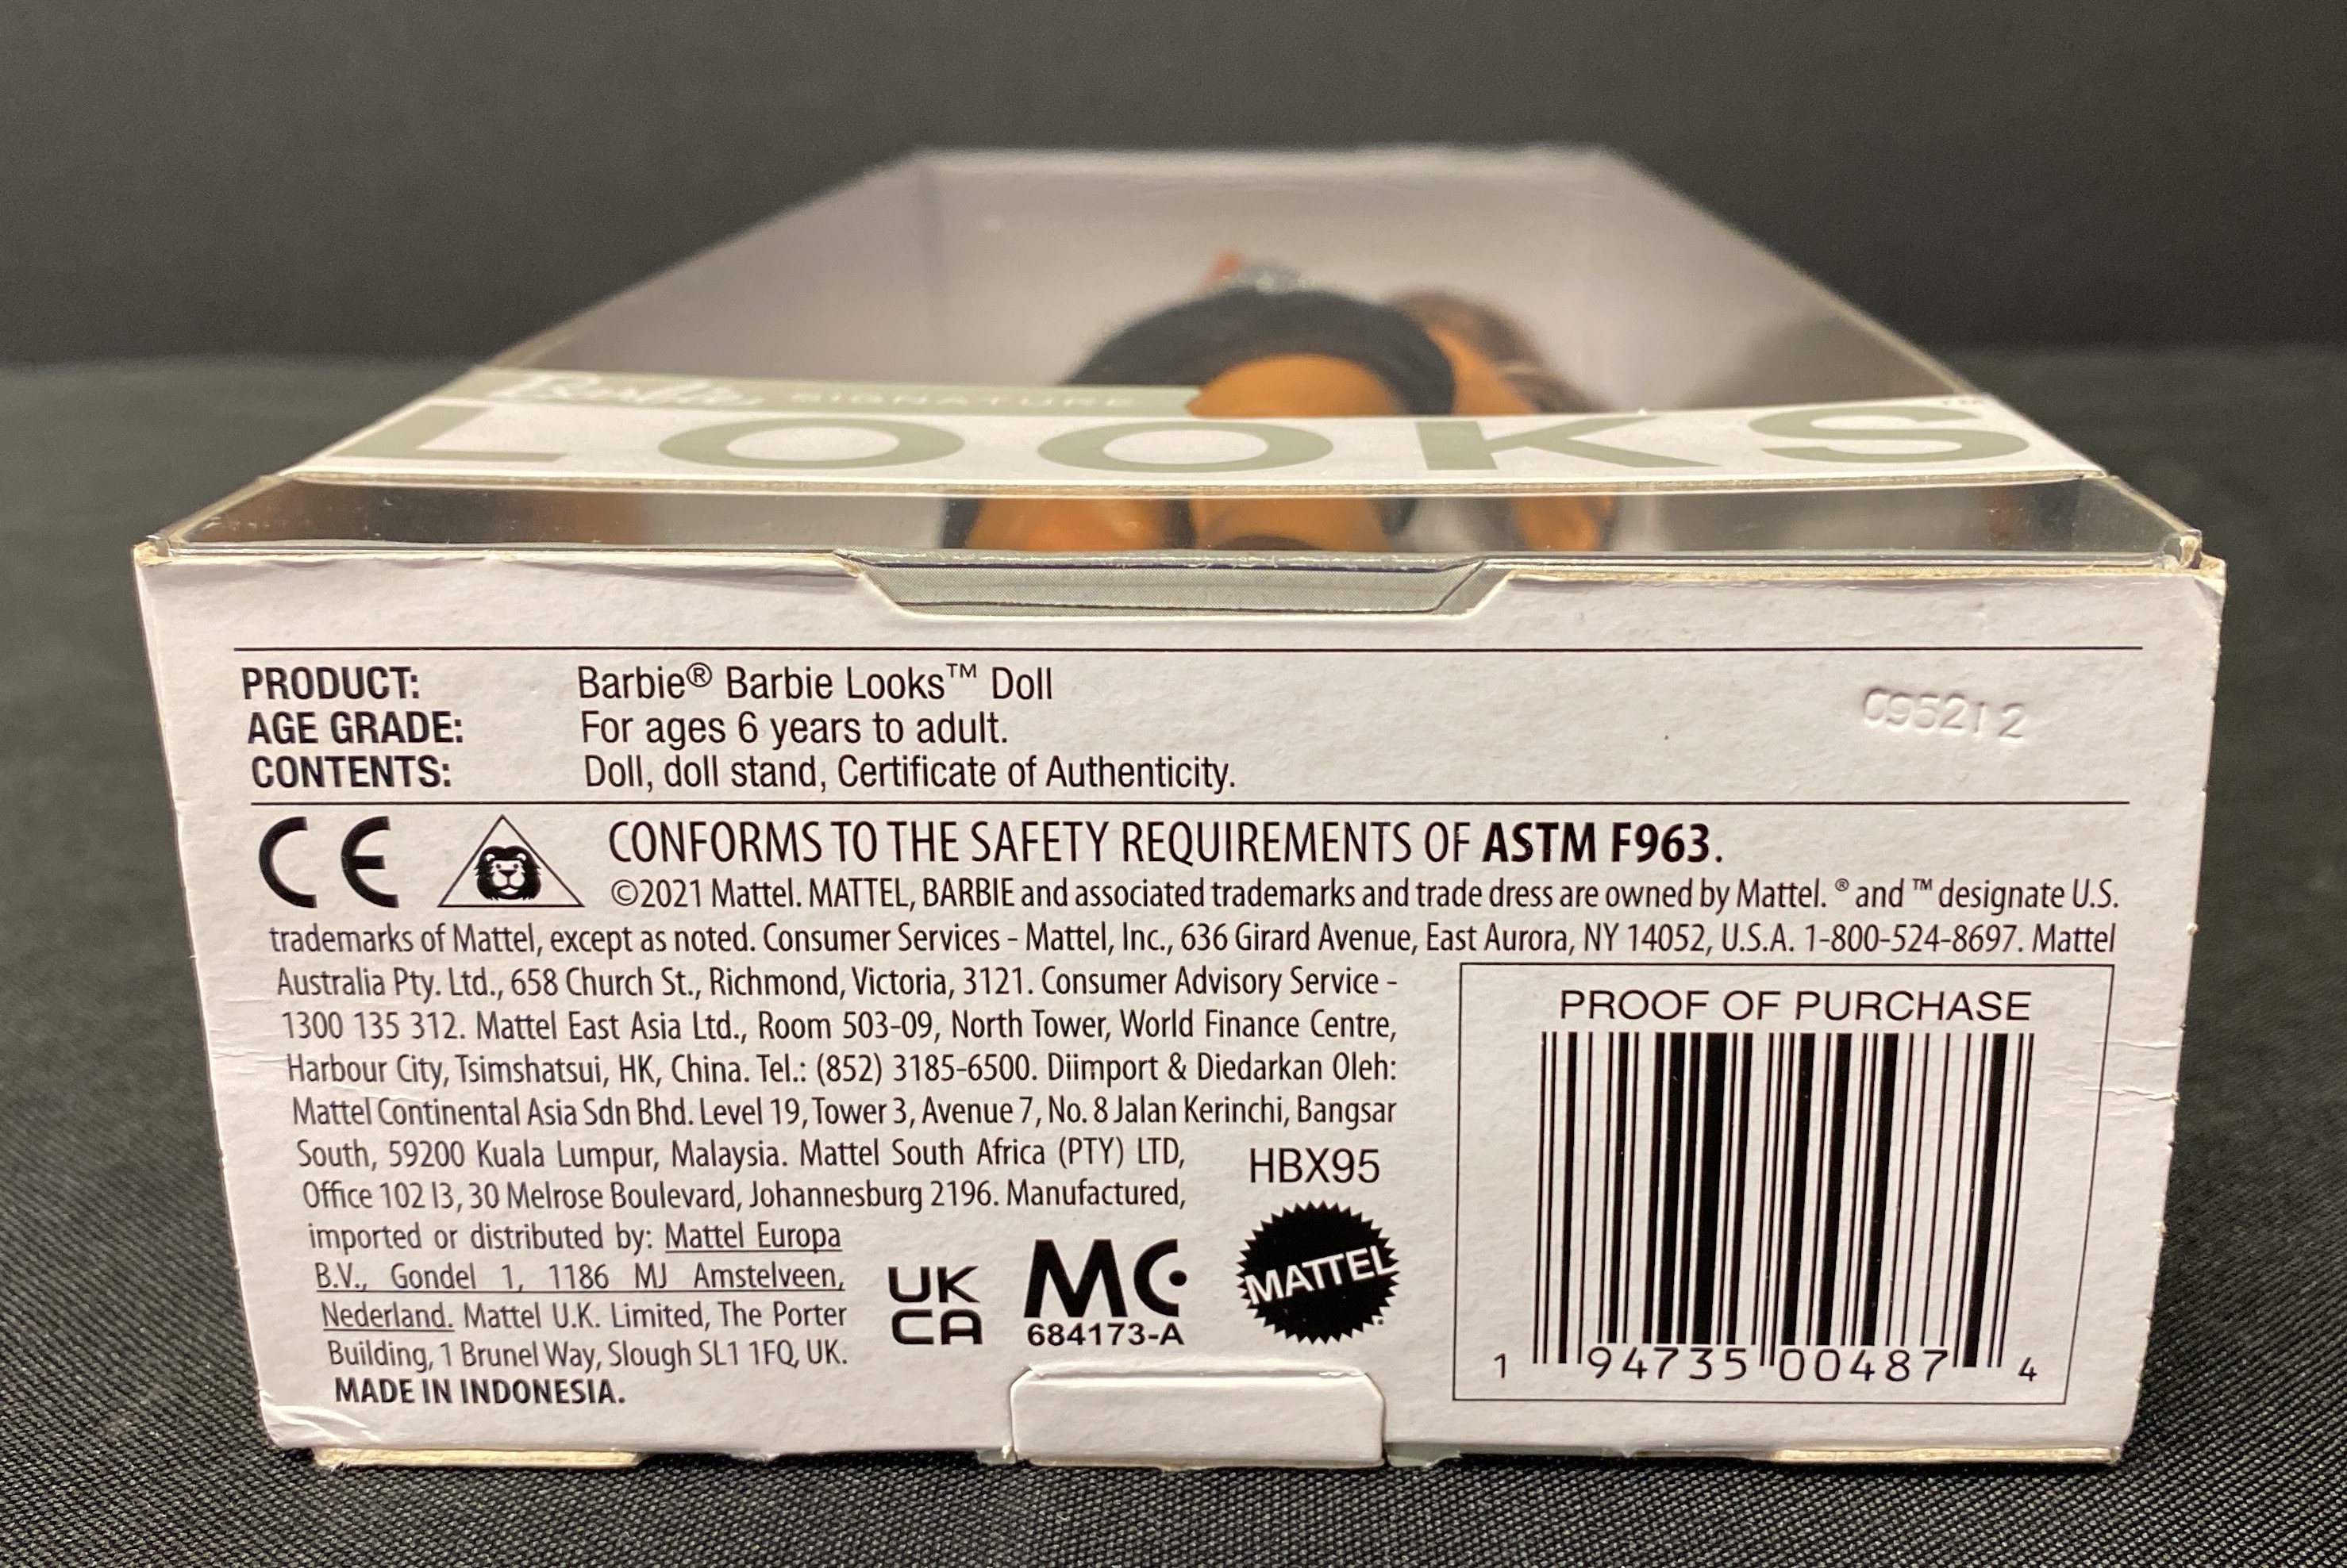 Barbie SIGNATURE
LOOKS™
PRODUCT: Barbie® Barbie Looks™ Doll
AGE GRADE: For ages 6 years to adult.
CONTENTS: Doll, doll stand, Certificate of Authenticity.
C95212
CE CONFORMS TO THE SAFETY REQUIREMENTS OF ASTM F963.
©2021 Mattel. MATTEL, BARBIE and associated trademarks and trade dress are owned by Mattel. ® and ™ designate U.S.
trademarks of Mattel, except as noted. Consumer Services - Mattel, Inc., 636 Girard Avenue, East Aurora, NY 14052, U.S.A. 1-800-524-8697. Mattel
Australia Pty. Ltd., 658 Church St., Richmond, Victoria, 3121. Consumer Advisory Service -
1300 135 312. Mattel East Asia Ltd., Room 503-09, North Tower, World Finance Centre,
Harbour City, Tsimshatsui, HK, China. Tel.: (852) 3185-6500. Diimport & Diedarkan Oleh:
Mattel Continental Asia Sdn Bhd. Level 19, Tower 3, Avenue 7, No. 8 Jalan Kerinchi, Bangsar
South, 59200 Kuala Lumpur, Malaysia. Mattel South Africa (PTY) LTD,
Office 102 I3, 30 Melrose Boulevard, Johannesburg 2196. Manufactured,
imported or distributed by: Mattel Europa
B.V., Gondel 1, 1186 MJ Amstelveen,
Nederland. Mattel U.K. Limited, The Porter
Building, 1 Brunel Way, Slough SL1 1FQ, UK.
MADE IN INDONESIA.
UK
CA
MC
684173-A
HBX95
MATTEL
PROOF OF PURCHASE
1 94735 00487 4